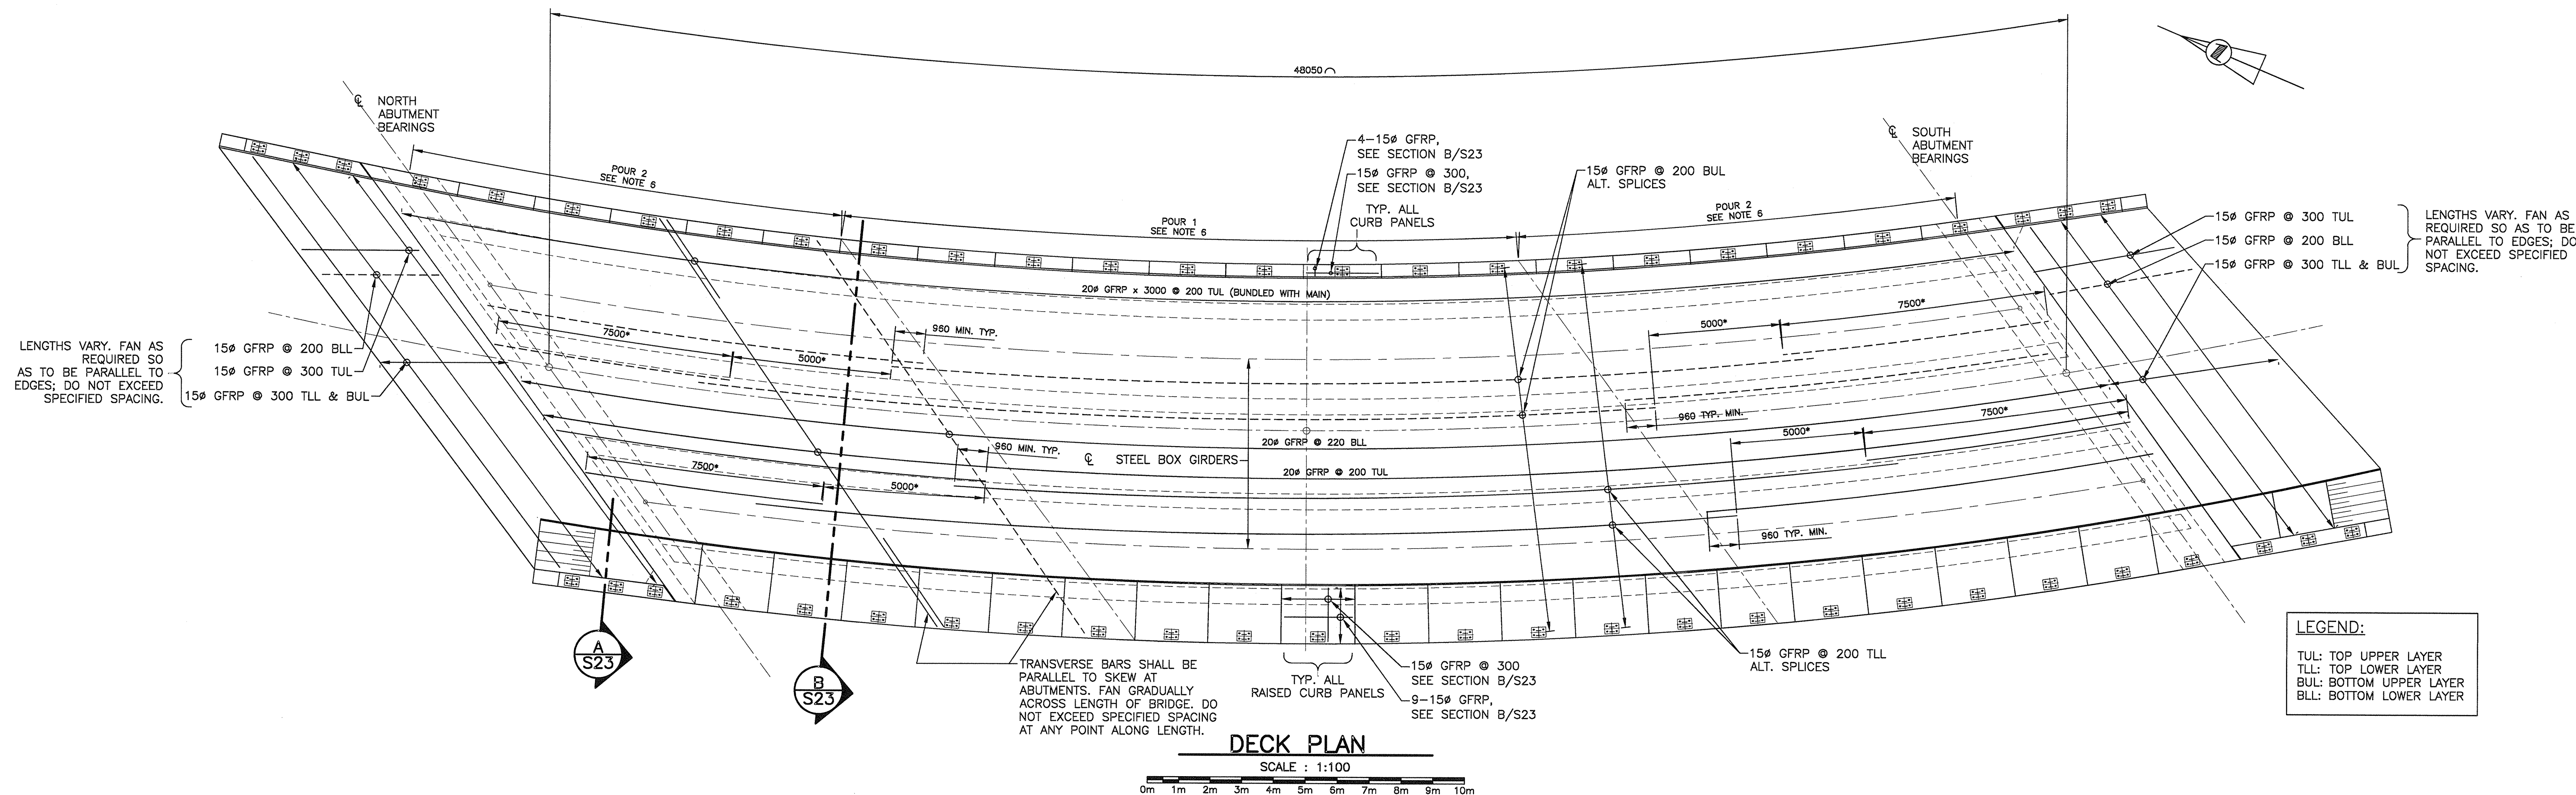 48050
℄ NORTH
ABUTMENT
BEARINGS
℄ SOUTH
ABUTMENT
BEARINGS
POUR 2
SEE NOTE 6
POUR 1
SEE NOTE 6
POUR 2
SEE NOTE 6
4-15ø GFRP,
SEE SECTION B/S23
15ø GFRP @ 300,
SEE SECTION B/S23
TYP. ALL
CURB PANELS
15ø GFRP @ 200 BUL
ALT. SPLICES
15ø GFRP @ 300 TUL
15ø GFRP @ 200 BLL
15ø GFRP @ 300 TLL & BUL
LENGTHS VARY. FAN AS
REQUIRED SO AS TO BE
PARALLEL TO EDGES; DO
NOT EXCEED SPECIFIED
SPACING.
20ø GFRP x 3000 @ 200 TUL (BUNDLED WITH MAIN)
7500*
5000*
960 MIN. TYP.
5000*
7500*
LENGTHS VARY. FAN AS
REQUIRED SO
AS TO BE PARALLEL TO
EDGES; DO NOT EXCEED
SPECIFIED SPACING.
15ø GFRP @ 200 BLL
15ø GFRP @ 300 TUL
15ø GFRP @ 300 TLL & BUL
960 TYP. MIN.
20ø GFRP @ 220 BLL
960 MIN. TYP.
℄ STEEL BOX GIRDERS
20ø GFRP @ 200 TUL
7500*
5000*
5000*
7500*
960 TYP. MIN.
A
S23
B
S23
TRANSVERSE BARS SHALL BE
PARALLEL TO SKEW AT
ABUTMENTS. FAN GRADUALLY
ACROSS LENGTH OF BRIDGE. DO
NOT EXCEED SPECIFIED SPACING
AT ANY POINT ALONG LENGTH.
TYP. ALL
RAISED CURB PANELS
15ø GFRP @ 300
SEE SECTION B/S23
9-15ø GFRP,
SEE SECTION B/S23
15ø GFRP @ 200 TLL
ALT. SPLICES
LEGEND:
TUL: TOP UPPER LAYER
TLL: TOP LOWER LAYER
BUL: BOTTOM UPPER LAYER
BLL: BOTTOM LOWER LAYER
DECK PLAN
SCALE : 1:100
0m 1m 2m 3m 4m 5m 6m 7m 8m 9m 10m